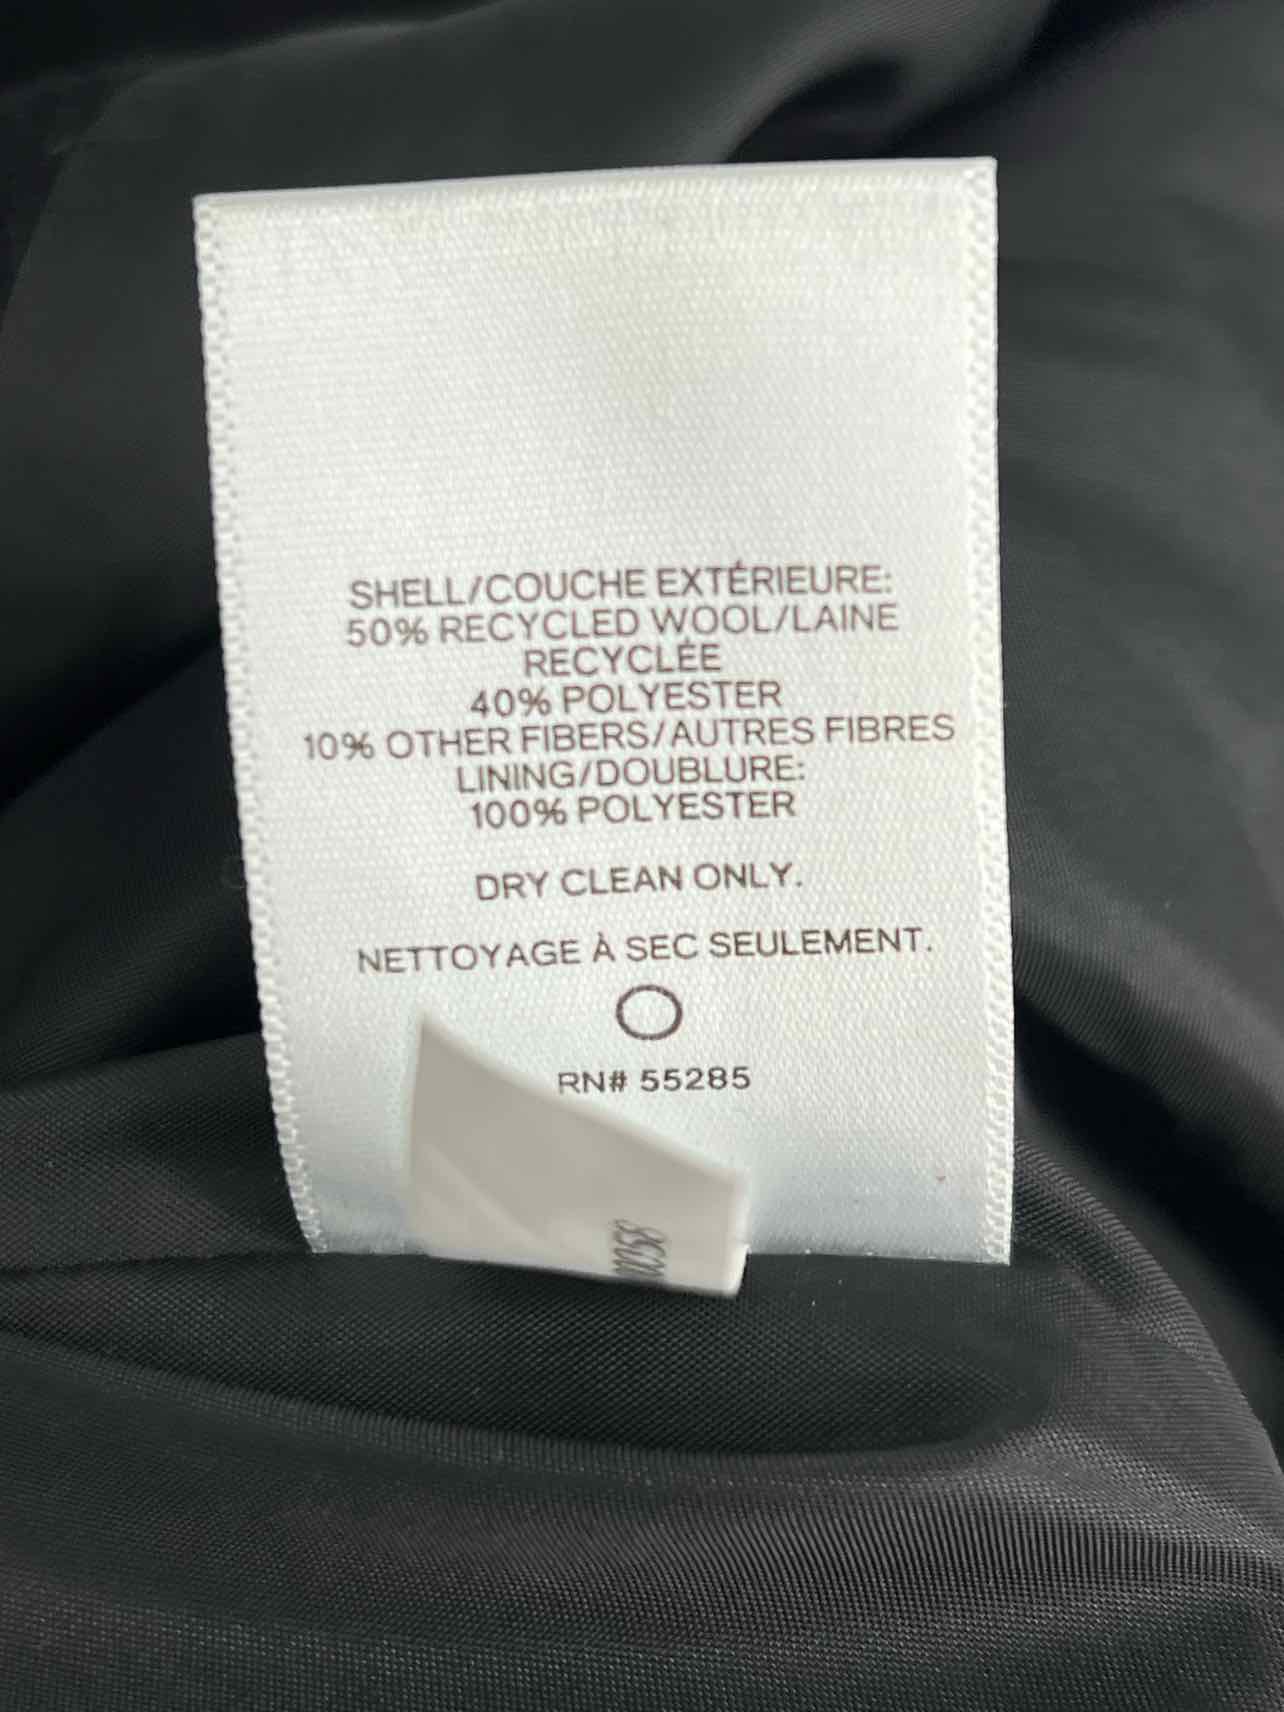 SHELL/COUCHE EXTÉRIEURE:
50% RECYCLED WOOL/LAINE
RECYCLÉE
40% POLYESTER
10% OTHER FIBERS/AUTRES FIBRES
LINING/DOUBLURE:
100% POLYESTER
DRY CLEAN ONLY.
NETTOYAGE À SEC SEULEMENT.
RN# 55285